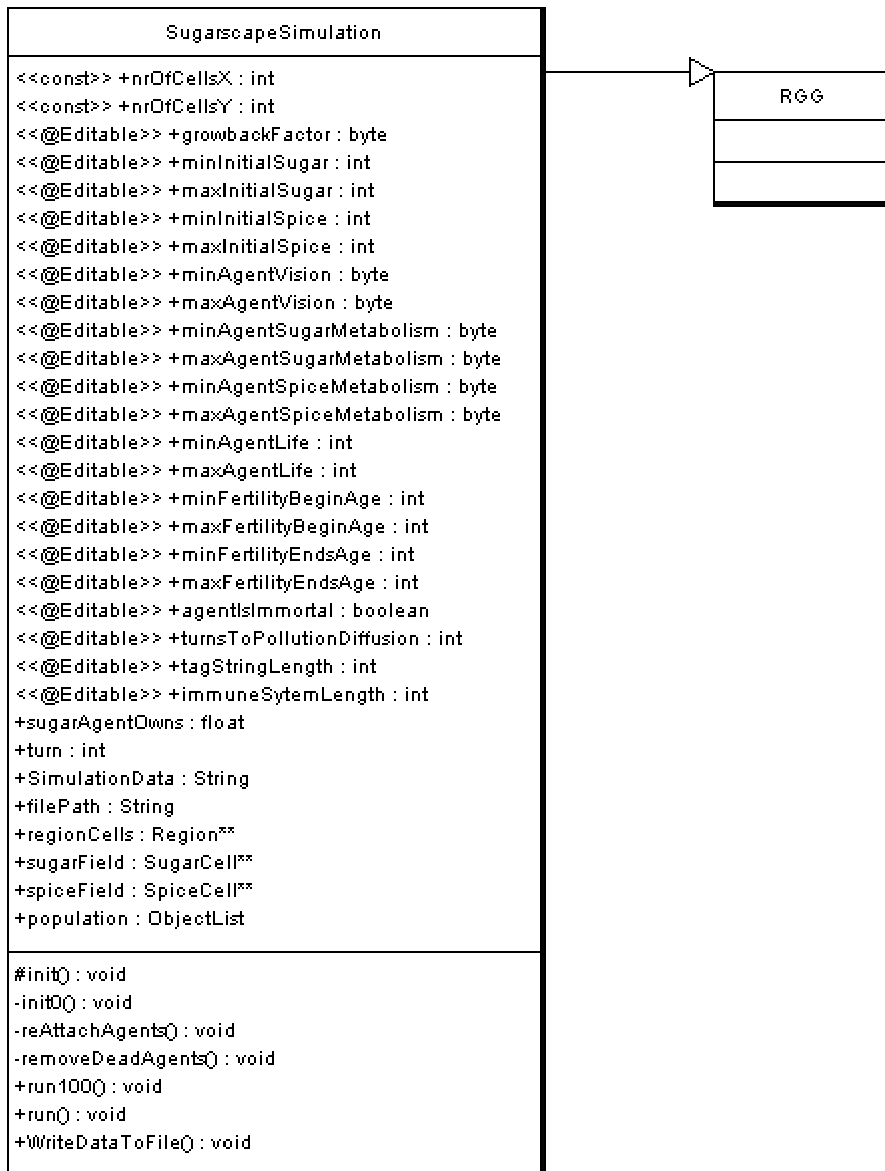 SugarscapeSimulation
<<const>> +nrOfCellsX : int
<<const>> +nrOfCellsY : int
<<@Editable>> +growbackFactor : byte
<<@Editable>> +minInitialSugar : int
<<@Editable>> +maxInitialSugar : int
<<@Editable>> +minInitialSpice : int
<<@Editable>> +maxInitialSpice : int
<<@Editable>> +minAgentVision : byte
<<@Editable>> +maxAgentVision : byte
<<@Editable>> +minAgentSugarMetabolism : byte
<<@Editable>> +maxAgentSugarMetabolism : byte
<<@Editable>> +minAgentSpiceMetabolism : byte
<<@Editable>> +maxAgentSpiceMetabolism : byte
<<@Editable>> +minAgentLife : int
<<@Editable>> +maxAgentLife : int
<<@Editable>> +minFertilityBeginAge : int
<<@Editable>> +maxFertilityBeginAge : int
<<@Editable>> +minFertilityEndsAge : int
<<@Editable>> +maxFertilityEndsAge : int
<<@Editable>> +agentIsImmortal : boolean
<<@Editable>> +turnsToPollutionDiffusion : int
<<@Editable>> +tagStringLength : int
<<@Editable>> +immuneSytemLength : int
+sugarAgentOwns : float
+turn : int
+SimulationData : String
+filePath : String
+regionCells : Region**
+sugarField : SugarCell**
+spiceField : SpiceCell**
+population : ObjectList
#init() : void
-init0() : void
-reAttachAgents() : void
-removeDeadAgents() : void
+run100() : void
+run() : void
+WriteDataToFile() : void
RGG